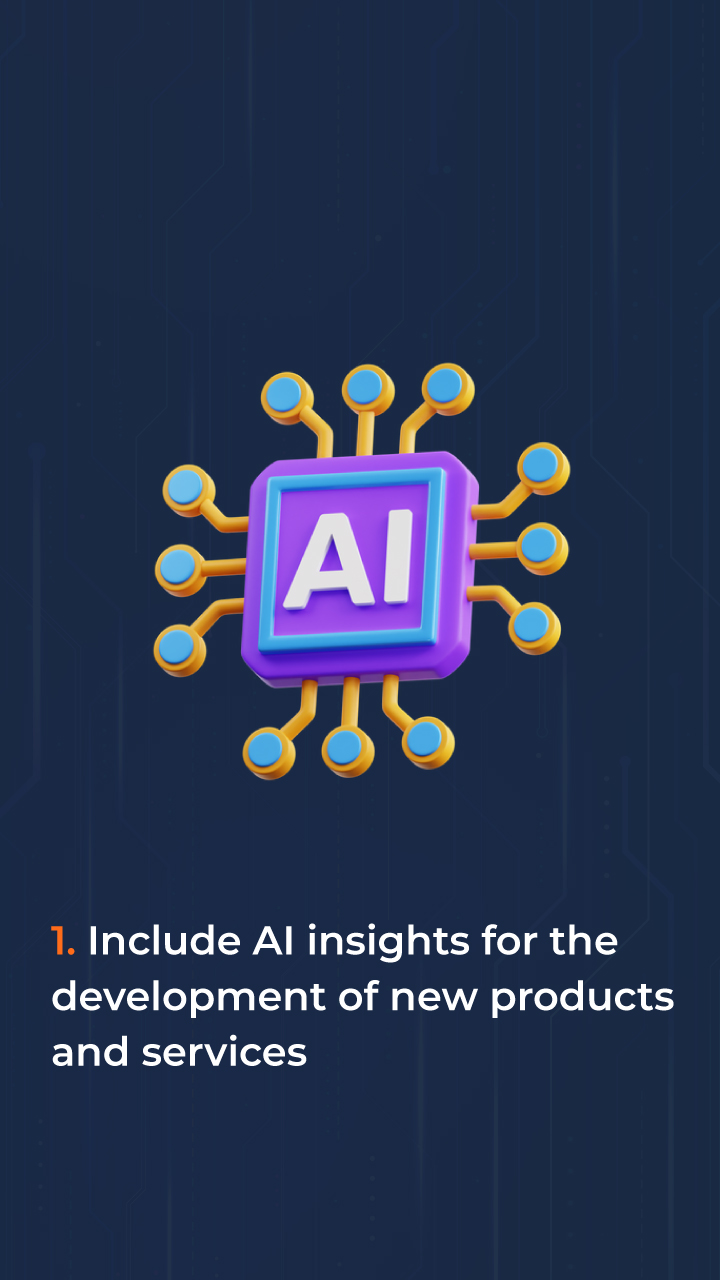 AI
1. Include AI insights for the
development of new products
and services